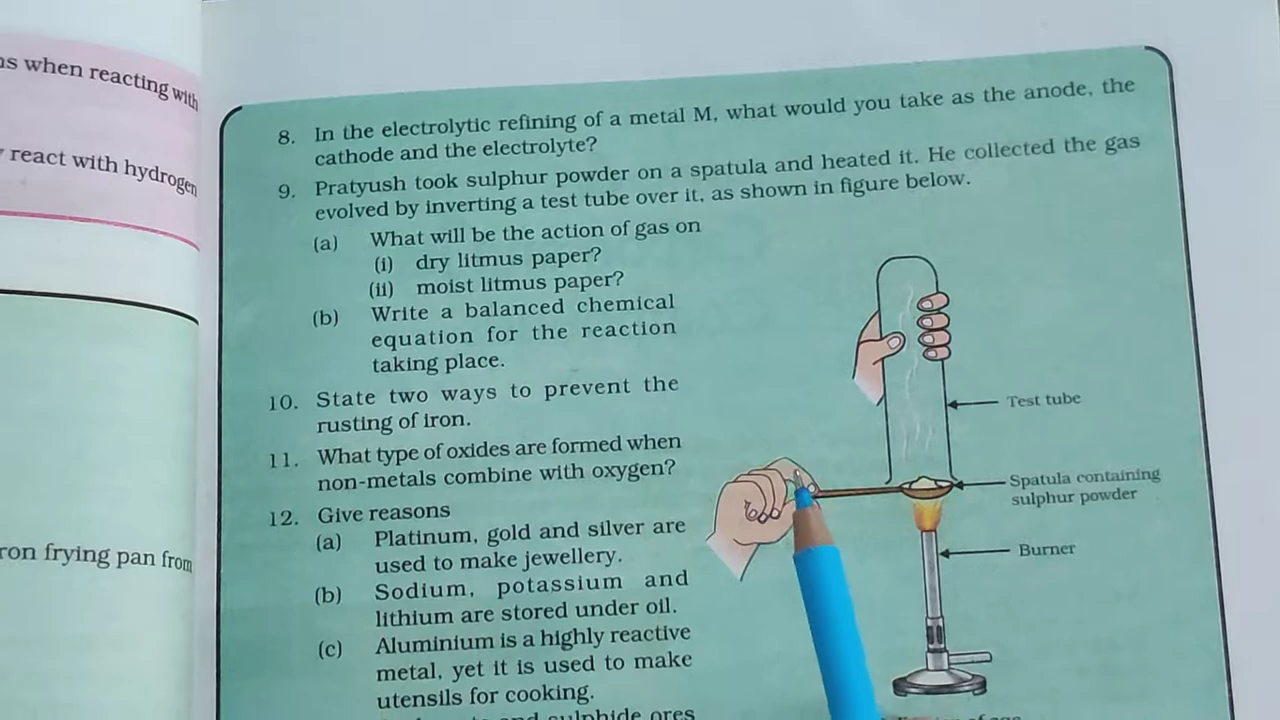 as when reacting with
react with hydrogen
ron frying pan from
8. In the electrolytic refining of a metal M, what would you take as the anode, the
cathode and the electrolyte?
9. Pratyush took sulphur powder on a spatula and heated it. He collected the gas
evolved by inverting a test tube over it, as shown in figure below.
(a) What will be the action of gas on
(i) dry litmus paper?
(ii) moist litmus paper?
(b) Write a balanced chemical
equation for the reaction
taking place.
10. State two ways to prevent the
rusting of iron.
11. What type of oxides are formed when
non-metals combine with oxygen?
12. Give reasons
(a) Platinum, gold and silver are
used to make jewellery.
(b) Sodium, potassium and
lithium are stored under oil.
(c) Aluminium is a highly reactive
metal, yet it is used to make
utensils for cooking.
and sulphide ores
Test tube
Spatula containing
sulphur powder
Burner